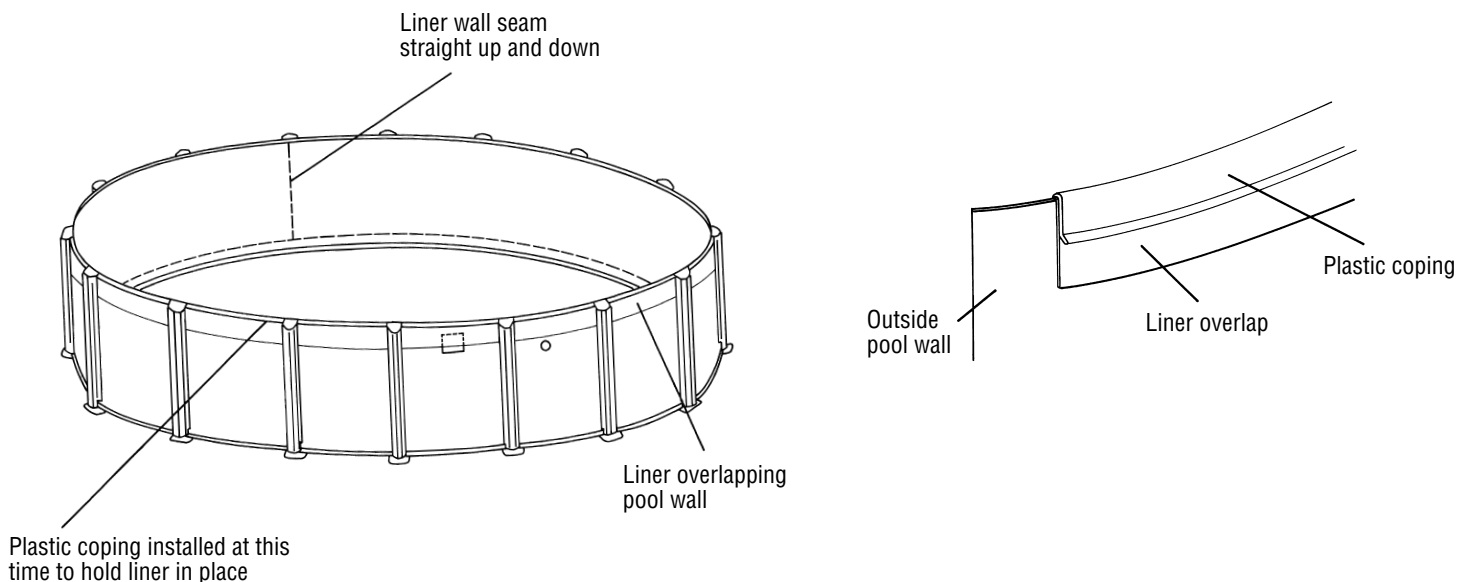 Liner wall seam
straight up and down
Liner overlapping
pool wall
Plastic coping installed at this
time to hold liner in place
Plastic coping
Liner overlap
Outside
pool wall